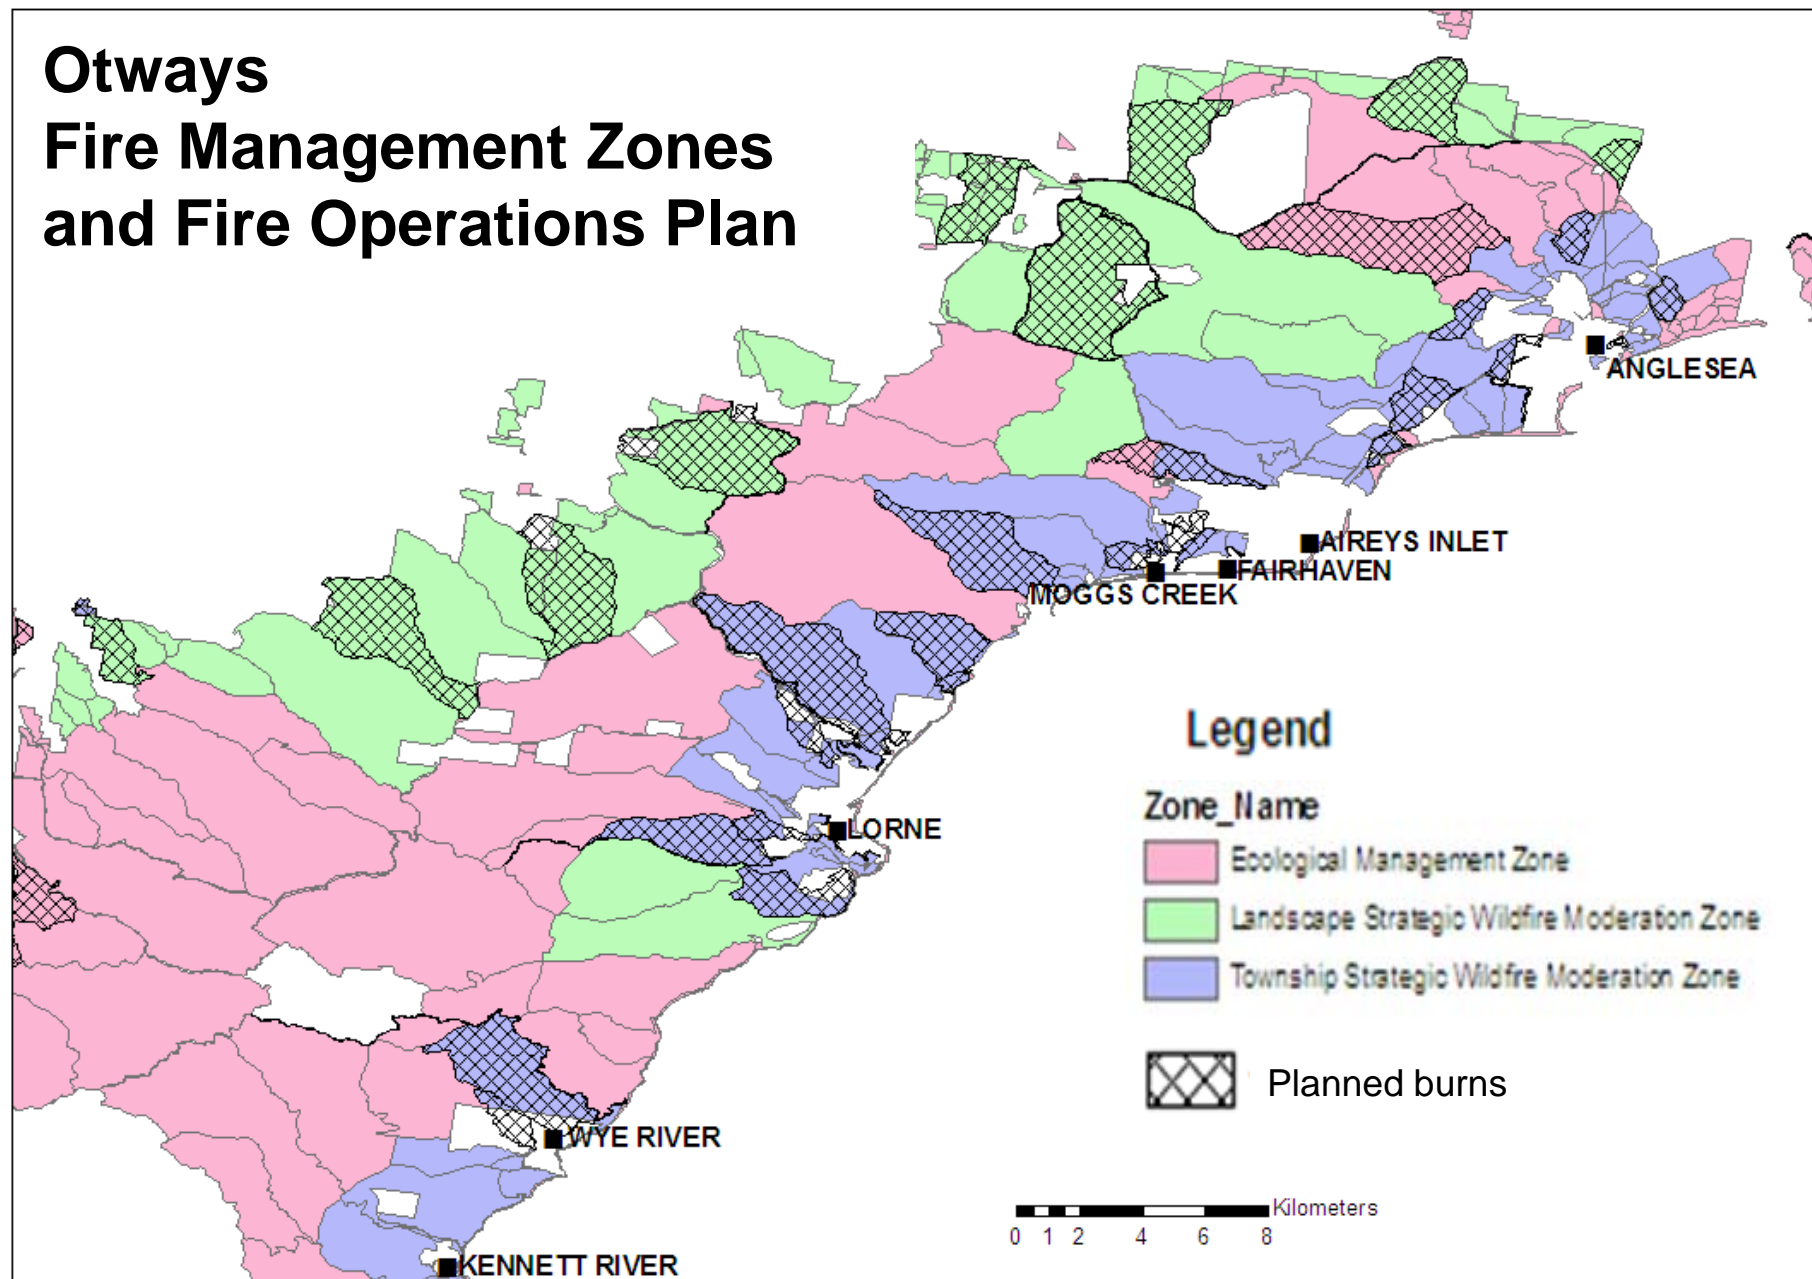 Otways
Fire Management Zones
and Fire Operations Plan
ANGLESEA
AIREYS INLET
FAIRHAVEN
MOGGS CREEK
LORNE
WYE RIVER
KENNETT RIVER
Legend
Zone_Name
Ecological Management Zone
Landscape Strategic Wildfire Moderation Zone
Township Strategic Wildfire Moderation Zone
Planned burns
Kilometers
0 1 2 4 6 8